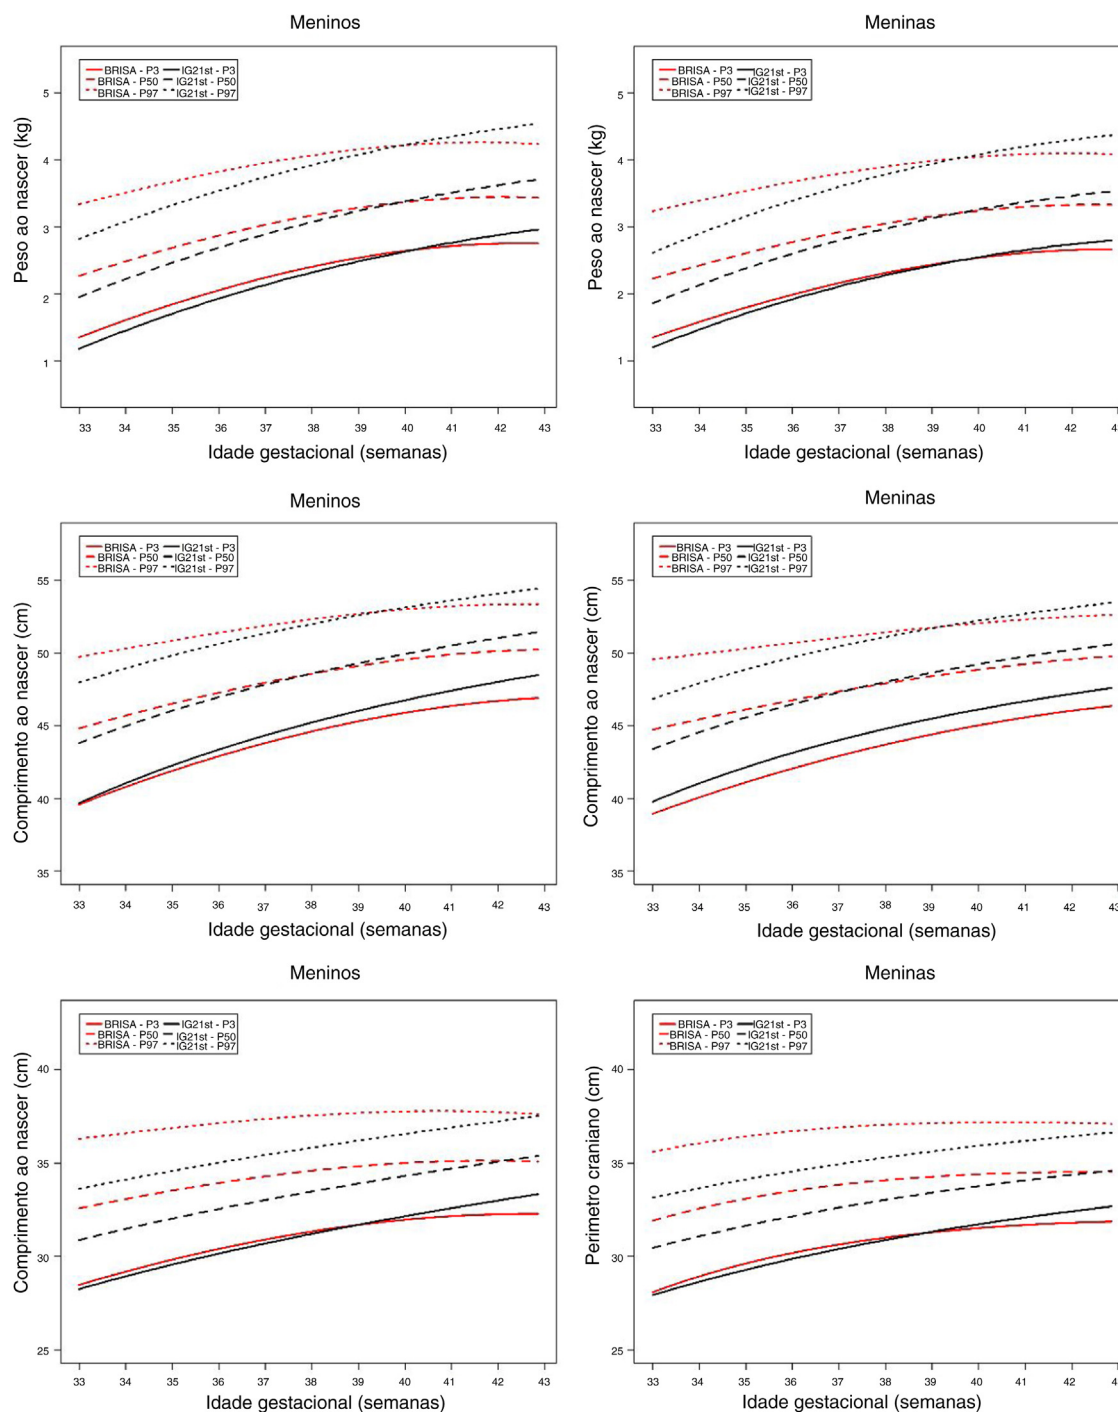 Meninos
BRISA - P3 IG21st - P3
BRISA - P50 IG21st - P50
BRISA - P97 IG21st - P97
Peso ao nascer (kg)
5
4
3
2
1
33 34 35 36 37 38 39 40 41 42 43
Idade gestacional (semanas)
Meninas
BRISA - P3 IG21st - P3
BRISA - P50 IG21st - P50
BRISA - P97 IG21st - P97
Peso ao nascer (kg)
5
4
3
2
1
33 34 35 36 37 38 39 40 41 42 4
Idade gestacional (semanas)
Meninos
BRISA - P3 IG21st - P3
BRISA - P50 IG21st - P50
BRISA - P97 IG21st - P97
Comprimento ao nascer (cm)
55
50
45
40
35
33 34 35 36 37 38 39 40 41 42 43
Idade gestacional (semanas)
Meninas
BRISA - P3 IG21st - P3
BRISA - P50 IG21st - P50
BRISA - P97 IG21st - P97
Comprimento ao nascer (cm)
55
50
45
40
35
33 34 35 36 37 38 39 40 41 42 4
Idade gestacional (semanas)
Meninos
BRISA - P3 IG21st - P3
BRISA - P50 IG21st - P50
BRISA - P97 IG21st - P97
Comprimento ao nascer (cm)
40
35
30
25
33 34 35 36 37 38 39 40 41 42 43
Idade gestacional (semanas)
Meninas
BRISA - P3 IG21st - P3
BRISA - P50 IG21st - P50
BRISA - P97 IG21st - P97
Perimetro craniano (cm)
40
35
30
25
33 34 35 36 37 38 39 40 41 42 4
Idade gestacional (semanas)